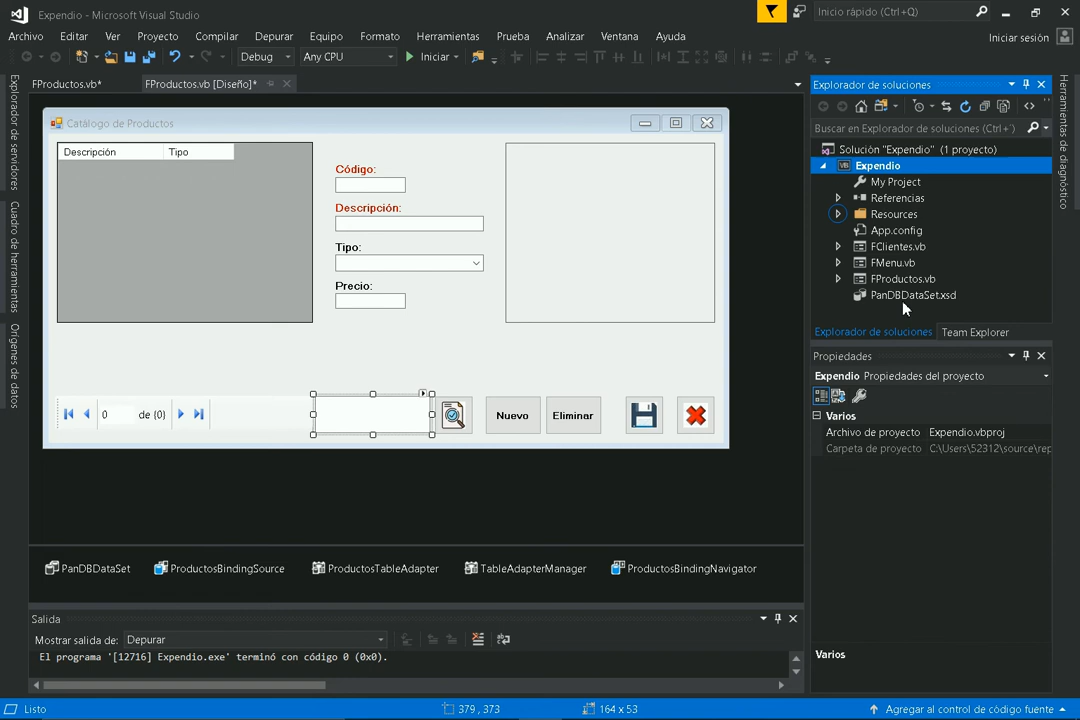 Expendio - Microsoft Visual Studio
Inicio rápido (Ctrl+Q)
Archivo Editar Ver Proyecto Compilar Depurar Equipo Formato Herramientas Prueba Analizar Ventana Ayuda
Iniciar sesión
Debug Any CPU Iniciar
FProductos.vb*
FProductos.vb [Diseño]*
Explorador de servidores
Cuadro de herramientas
Orígenes de datos
Catálogo de Productos
Descripción Tipo
Código:
Descripción:
Tipo:
Precio:
0 de {0}
Nuevo
Eliminar
PanDBDataSet
ProductosBindingSource
ProductosTableAdapter
TableAdapterManager
ProductosBindingNavigator
Salida
Mostrar salida de: Depurar
El programa '[12716] Expendio.exe' terminó con código 0 (0x0).
Explorador de soluciones
Buscar en Explorador de soluciones (Ctrl+')
Solución "Expendio" (1 proyecto)
VB Expendio
My Project
Referencias
Resources
App.config
FClientes.vb
FMenu.vb
FProductos.vb
PanDBDataSet.xsd
Explorador de soluciones
Team Explorer
Propiedades
Expendio Propiedades del proyecto
Varios
Archivo de proyecto Expendio.vbproj
Carpeta de proyecto C:\Users\52312\source\rep
Varios
Herramientas de diagnóstico
Listo
379 , 373
164 x 53
Agregar al control de código fuente